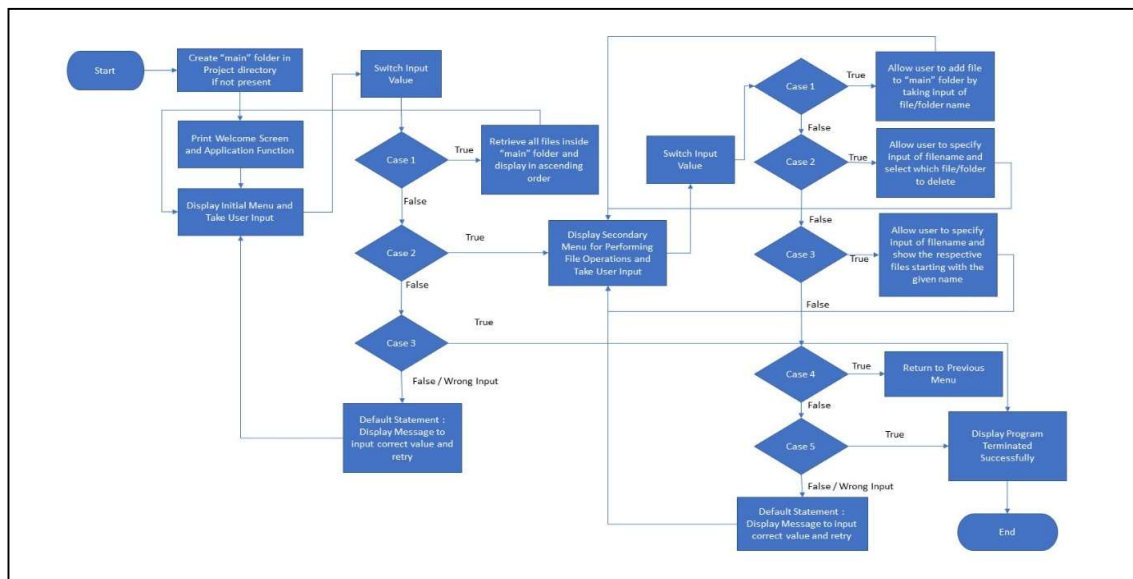 Start
Create “main” folder in
Project directory
If not present
Print Welcome Screen
and Application Function
Display Initial Menu and
Take User Input
Switch Input
Value
Case 1
True
Retrieve all files inside
“main” folder and
display in ascending
order
False
Case 2
True
False
Case 3
True
False / Wrong Input
Default Statement :
Display Message to
input correct value and
retry
Display Secondary
Menu for Performing
File Operations and
Take User Input
Switch Input
Value
Case 1
True
Allow user to add file
to “main” folder by
taking input of
file/folder name
False
Case 2
True
Allow user to specify
input of filename and
select which file/folder
to delete
False
Case 3
True
Allow user to specify
input of filename and
show the respective
files starting with the
given name
False
Case 4
True
Return to Previous
Menu
False
Case 5
True
Display Program
Terminated
Successfully
False / Wrong Input
Default Statement :
Display Message to input
correct value and retry
End